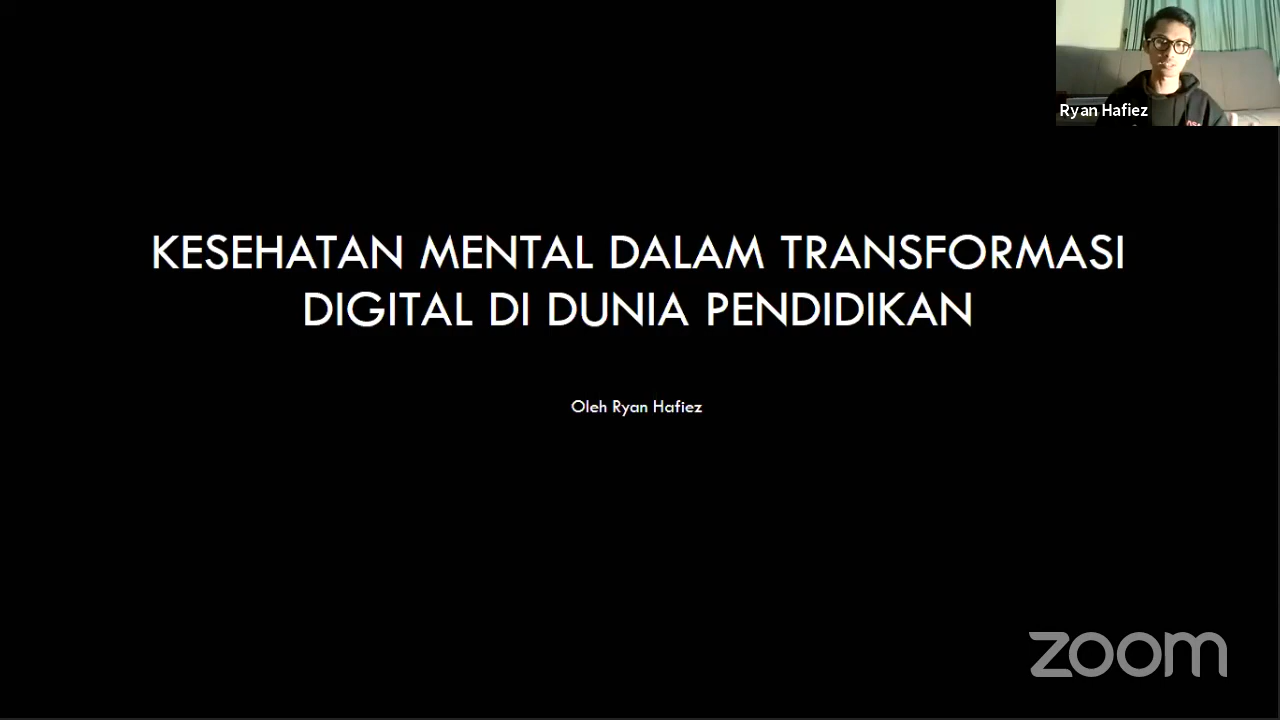 Ryan Hafiez
KESEHATAN MENTAL DALAM TRANSFORMASI
DIGITAL DI DUNIA PENDIDIKAN
Oleh Ryan Hafiez
zoom